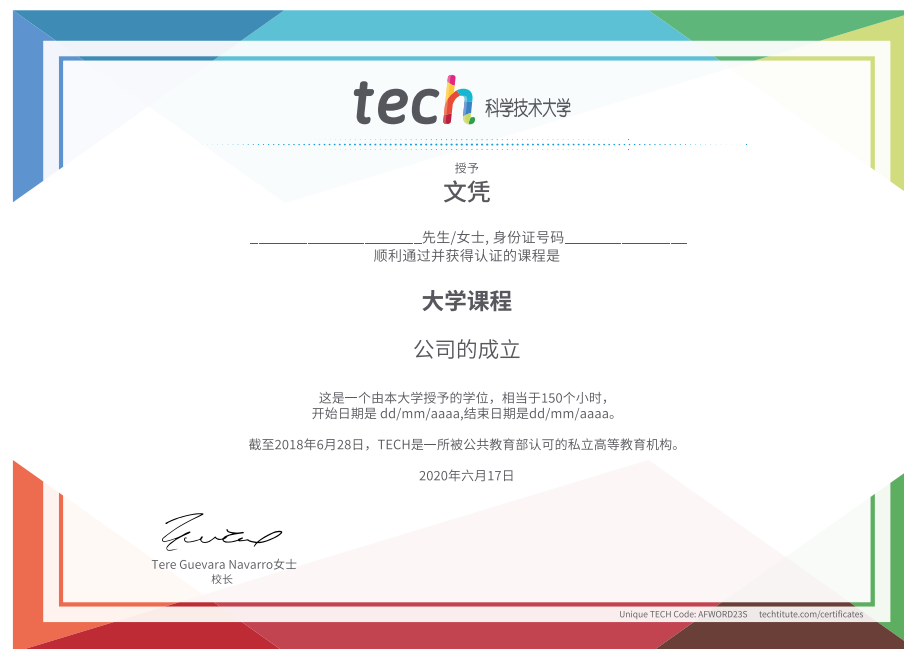 tech 科学技术大学
授予
文凭
______________________先生/女士, 身份证号码________________
顺利通过并获得认证的课程是
大学课程
公司的成立
这是一个由本大学授予的学位，相当于150个小时，
开始日期是 dd/mm/aaaa,结束日期是dd/mm/aaaa。
截至2018年6月28日，TECH是一所被公共教育部认可的私立高等教育机构。
2020年六月17日
Tere Guevara Navarro女士
校长
Unique TECH Code: AFWORD23S techtitute.com/certificates